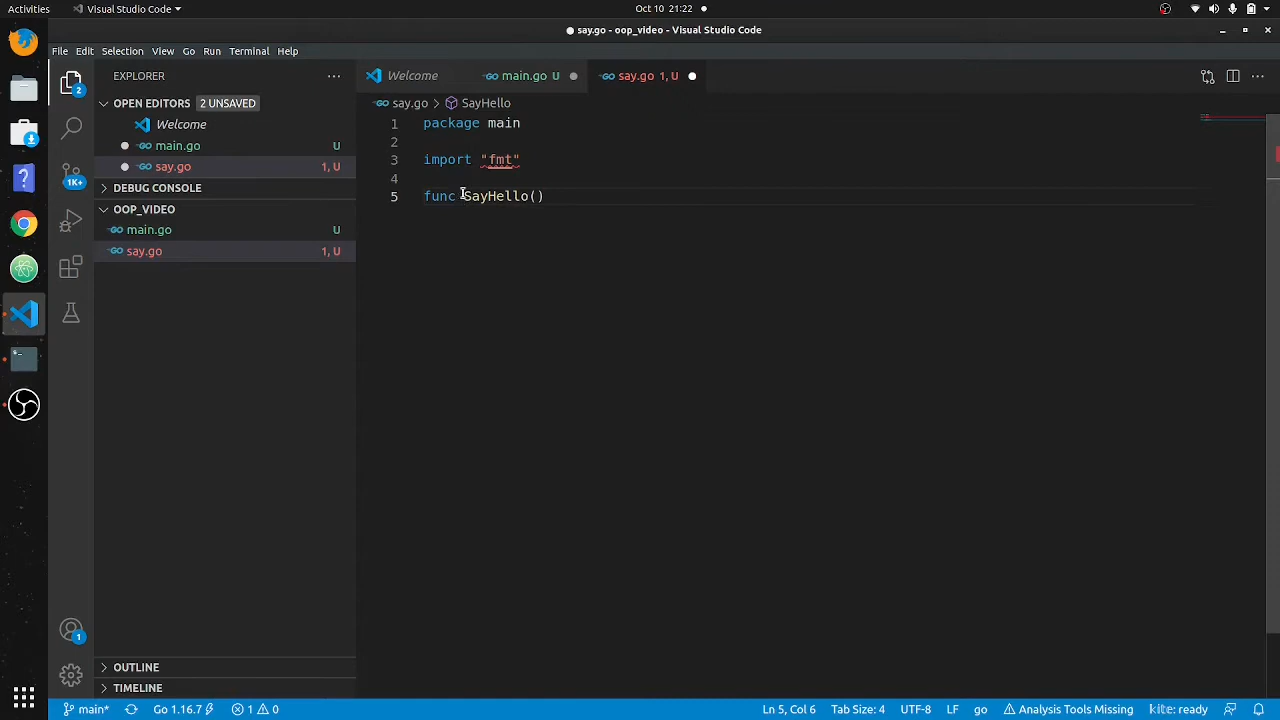 Activities
Visual Studio Code
Oct 10 21:22
say.go - oop_video - Visual Studio Code
File Edit Selection View Go Run Terminal Help
EXPLORER
Welcome
main.go U
say.go 1, U
2
OPEN EDITORS 2 UNSAVED
Welcome
main.go U
say.go 1, U
DEBUG CONSOLE
OOP_VIDEO
main.go U
say.go 1, U
1K+
say.go > SayHello
1 package main
2
3 import "fmt"
4
5 func SayHello()
1
OUTLINE
TIMELINE
main* Go 1.16.7 1 0 Ln 5, Col 6 Tab Size: 4 UTF-8 LF go Analysis Tools Missing kite: ready